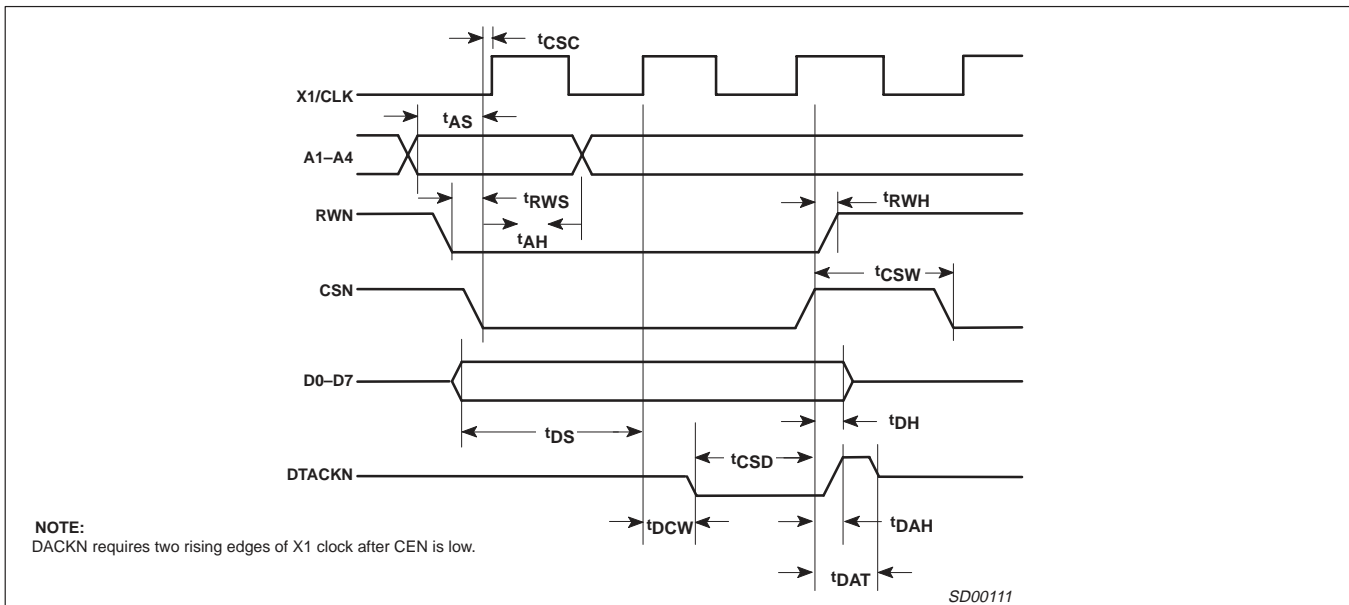 tCSC
X1/CLK
tAS
A1–A4
tRWS
tRWH
RWN
tAH
tCSW
CSN
D0–D7
tDH
tDS
tCSD
DTACKN
tDCW
tDAH
NOTE:
DACKN requires two rising edges of X1 clock after CEN is low.
tDAT
SD00111